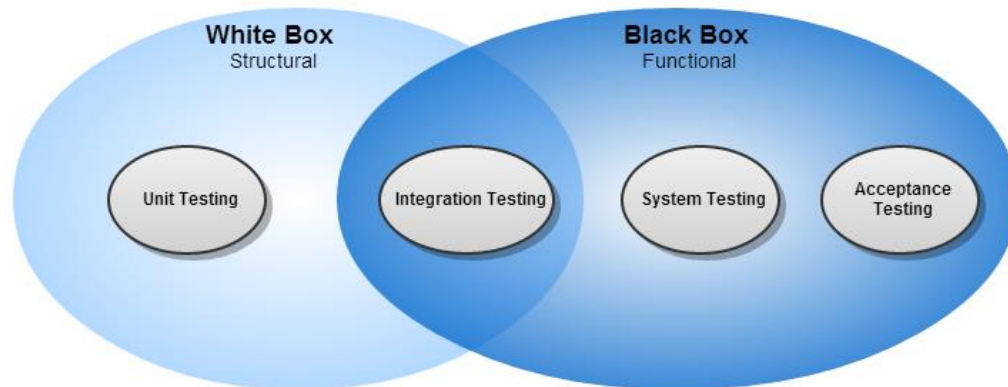 White Box
Structural
Black Box
Functional
Unit Testing
Integration Testing
System Testing
Acceptance
Testing